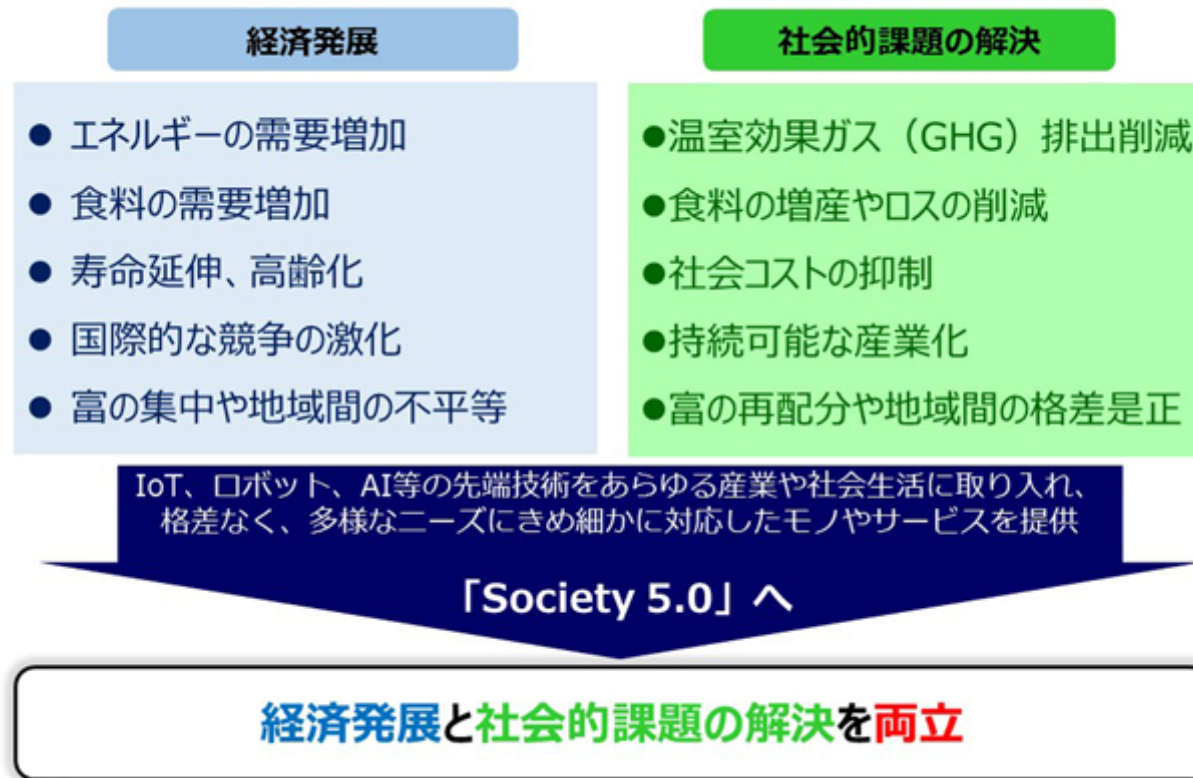 経済発展
● エネルギーの需要増加
● 食料の需要増加
● 寿命延伸、高齢化
● 国際的な競争の激化
● 富の集中や地域間の不平等
社会的課題の解決
●温室効果ガス（GHG）排出削減
●食料の増産やロスの削減
●社会コストの抑制
●持続可能な産業化
●富の再配分や地域間の格差是正
IoT、ロボット、AI等の先端技術をあらゆる産業や社会生活に取り入れ、
格差なく、多様なニーズにきめ細かに対応したモノやサービスを提供
「Society 5.0」へ
経済発展と社会的課題の解決を両立